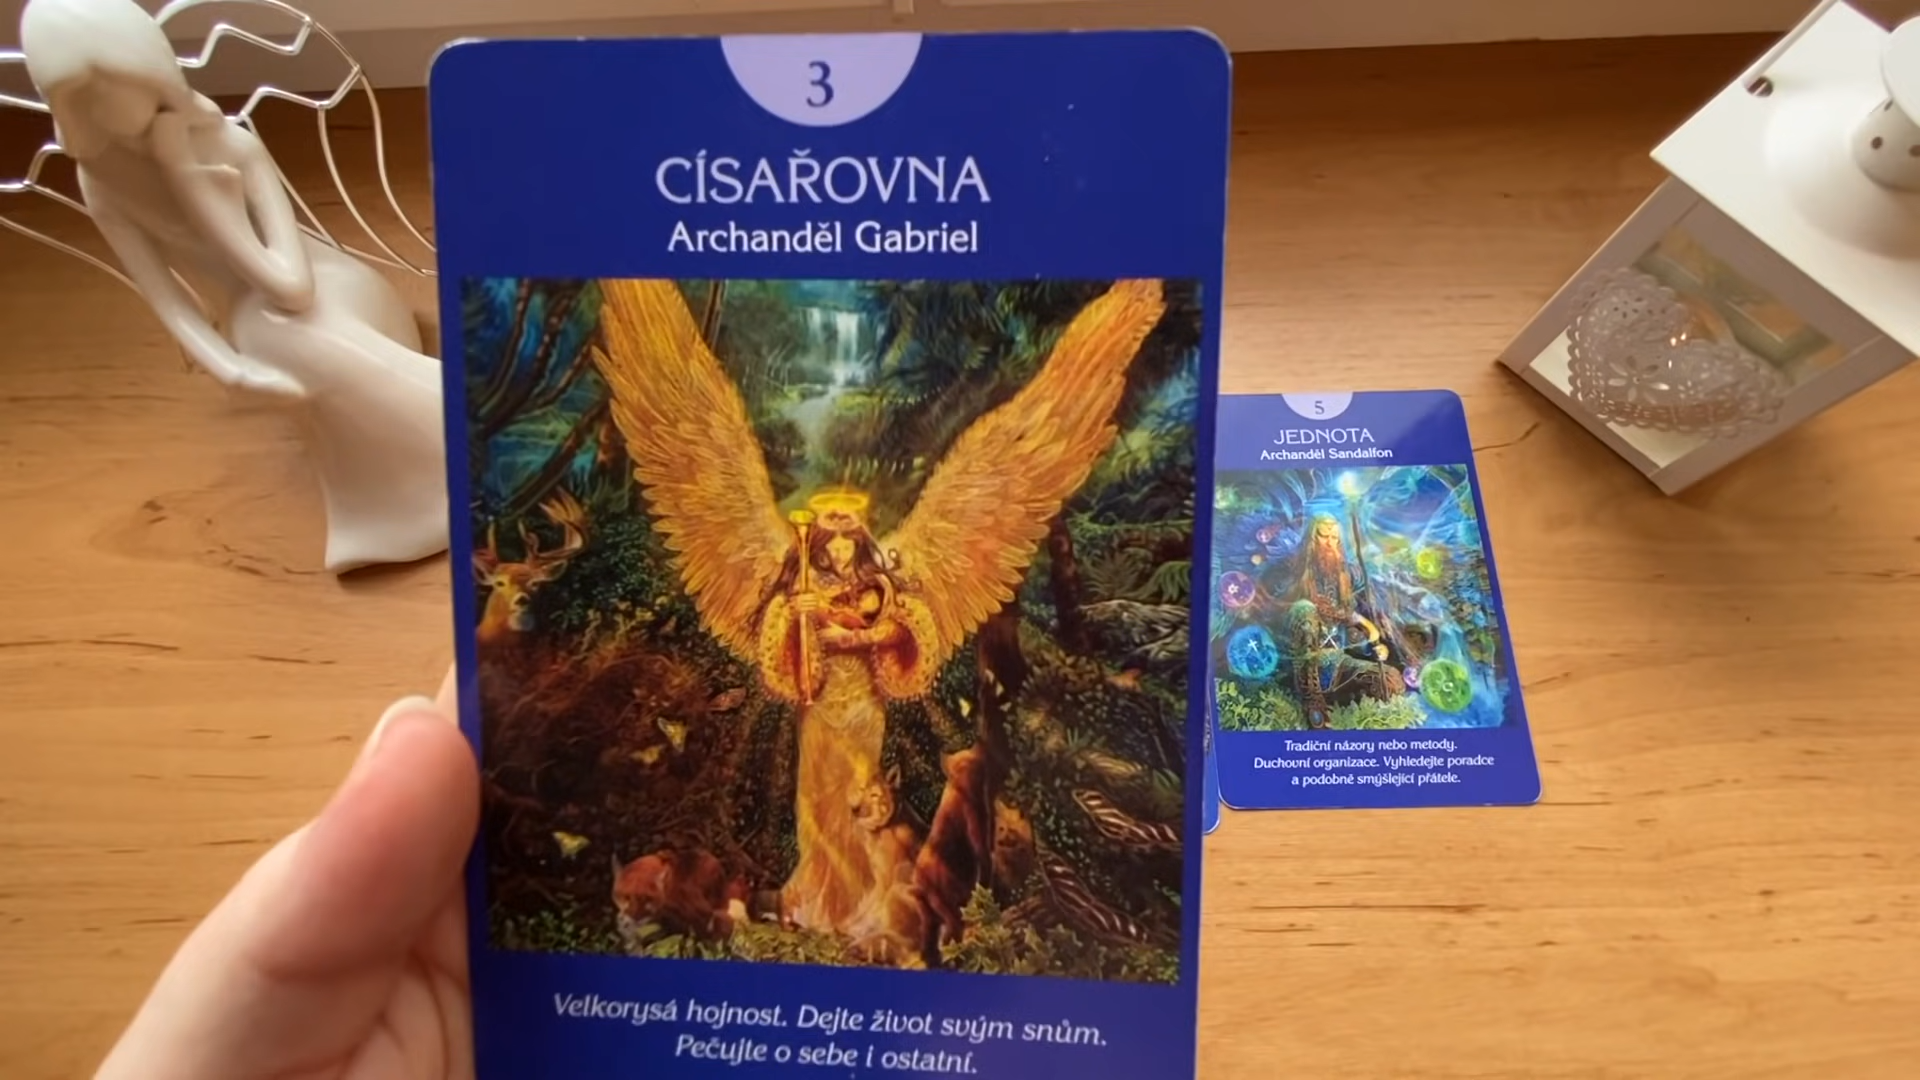 3
CÍSAŘOVNA
Archanděl Gabriel
Velkorysá hojnost. Dejte život svým snům.
Pečujte o sebe i ostatní.
5
JEDNOTA
Archanděl Sandalfon
Tradiční názory nebo metody.
Duchovní organizace. Vyhledejte poradce
a podobně smýšlející přátele.